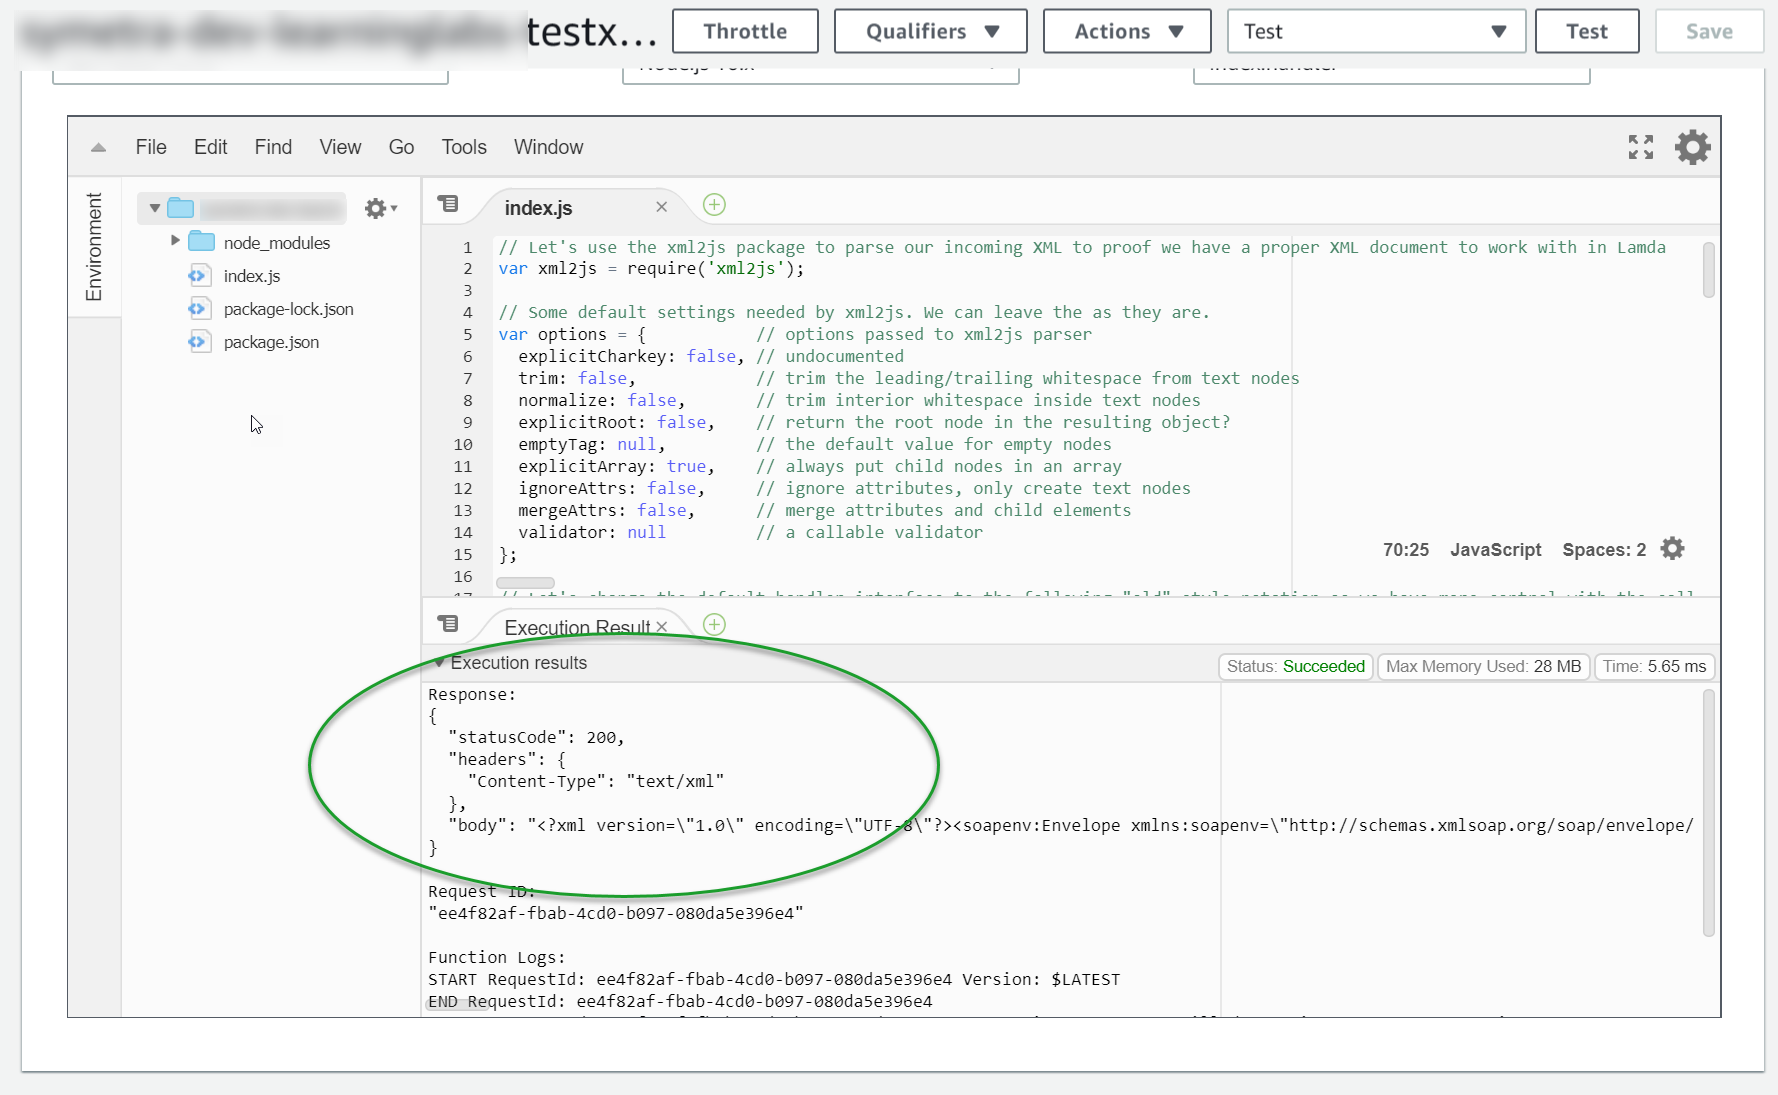 testx...
Throttle
Qualifiers
Actions
Test
Test
Save
File Edit Find View Go Tools Window
Environment
node_modules
index.js
package-lock.json
package.json
index.js
1 // Let's use the xml2js package to parse our incoming XML to proof we have a proper XML document to work with in Lamda
2 var xml2js = require('xml2js');
3
4 // Some default settings needed by xml2js. We can leave the as they are.
5 var options = { // options passed to xml2js parser
6 explicitCharkey: false, // undocumented
7 trim: false, // trim the leading/trailing whitespace from text nodes
8 normalize: false, // trim interior whitespace inside text nodes
9 explicitRoot: false, // return the root node in the resulting object?
10 emptyTag: null, // the default value for empty nodes
11 explicitArray: true, // always put child nodes in an array
12 ignoreAttrs: false, // ignore attributes, only create text nodes
13 mergeAttrs: false, // merge attributes and child elements
14 validator: null // a callable validator
15 };
16
70:25 JavaScript Spaces: 2
Execution Result
Execution results
Status: Succeeded
Max Memory Used: 28 MB
Time: 5.65 ms
Response:
{
"statusCode": 200,
"headers": {
"Content-Type": "text/xml"
},
"body": "<?xml version=\"1.0\" encoding=\"UTF-8\"?><soapenv:Envelope xmlns:soapenv=\"http://schemas.xmlsoap.org/soap/envelope/
}
Request ID:
"ee4f82af-fbab-4cd0-b097-080da5e396e4"
Function Logs:
START RequestId: ee4f82af-fbab-4cd0-b097-080da5e396e4 Version: $LATEST
END RequestId: ee4f82af-fbab-4cd0-b097-080da5e396e4